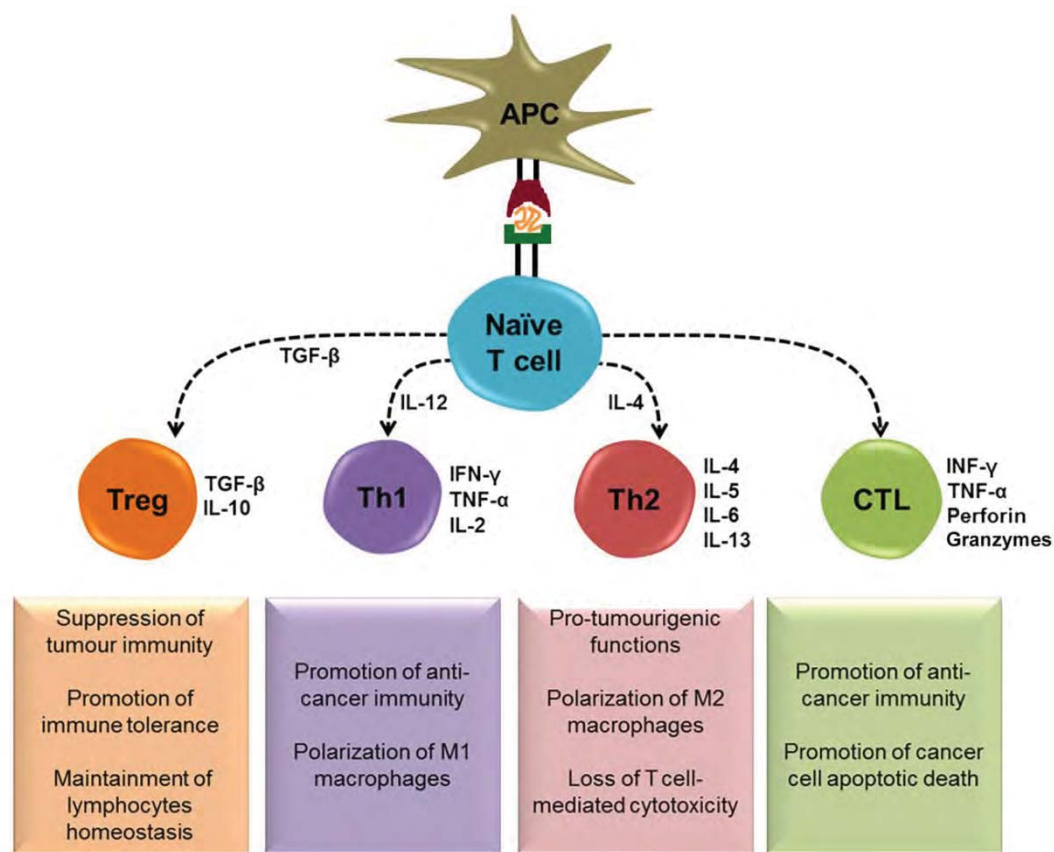 APC
Naïve
T cell
TGF-β
IL-12
IL-4
Treg
TGF-β
IL-10
Th1
IFN-γ
TNF-α
IL-2
Th2
IL-4
IL-5
IL-6
IL-13
CTL
INF-γ
TNF-α
Perforin
Granzymes
Suppression of
tumour immunity
Promotion of
immune tolerance
Maintainment of
lymphocytes
homeostasis
Promotion of anti-
cancer immunity
Polarization of M1
macrophages
Pro-tumourigenic
functions
Polarization of M2
macrophages
Loss of T cell-
mediated cytotoxicity
Promotion of anti-
cancer immunity
Promotion of cancer
cell apoptotic death